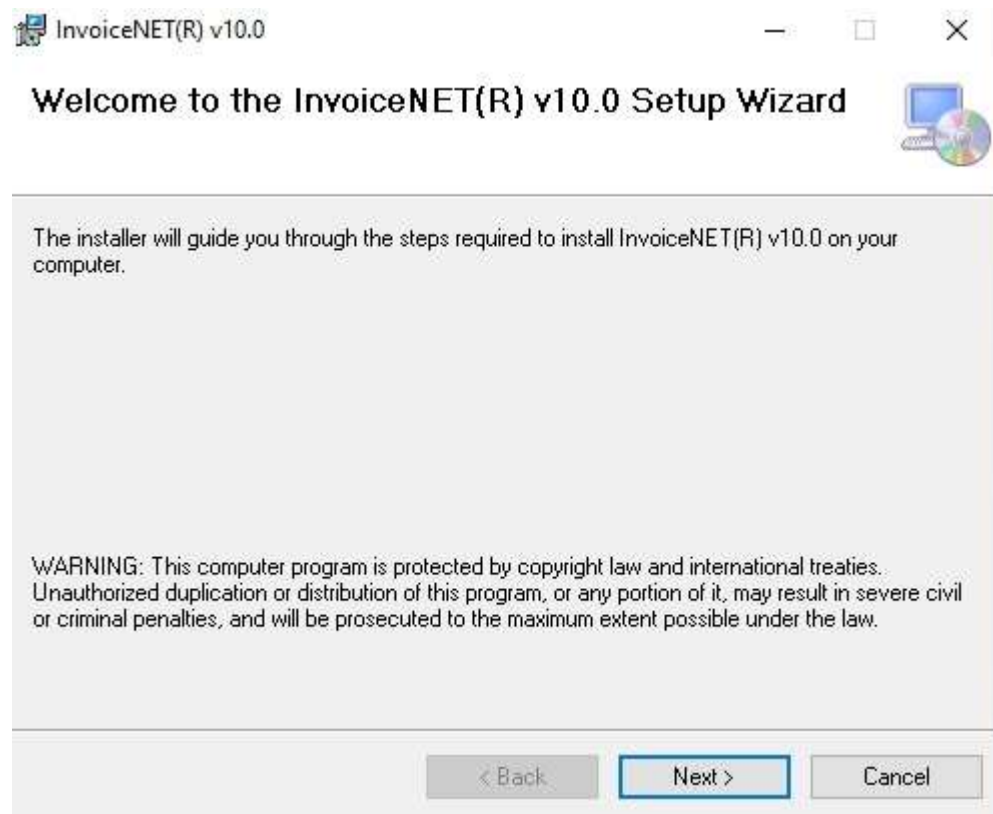 InvoiceNET(R) v10.0
Welcome to the InvoiceNET(R) v10.0 Setup Wizard
The installer will guide you through the steps required to install InvoiceNET(R) v10.0 on your
computer.
WARNING: This computer program is protected by copyright law and international treaties.
Unauthorized duplication or distribution of this program, or any portion of it, may result in severe civil
or criminal penalties, and will be prosecuted to the maximum extent possible under the law.
< Back
Next >
Cancel